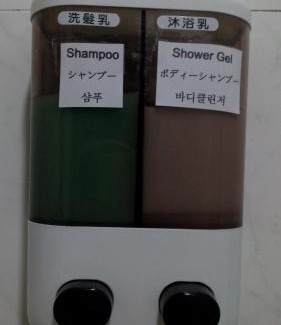 洗髮乳
Shampoo
シャンプー
샴푸
沐浴乳
Shower Gel
ボディーシャンプー
바디클린저